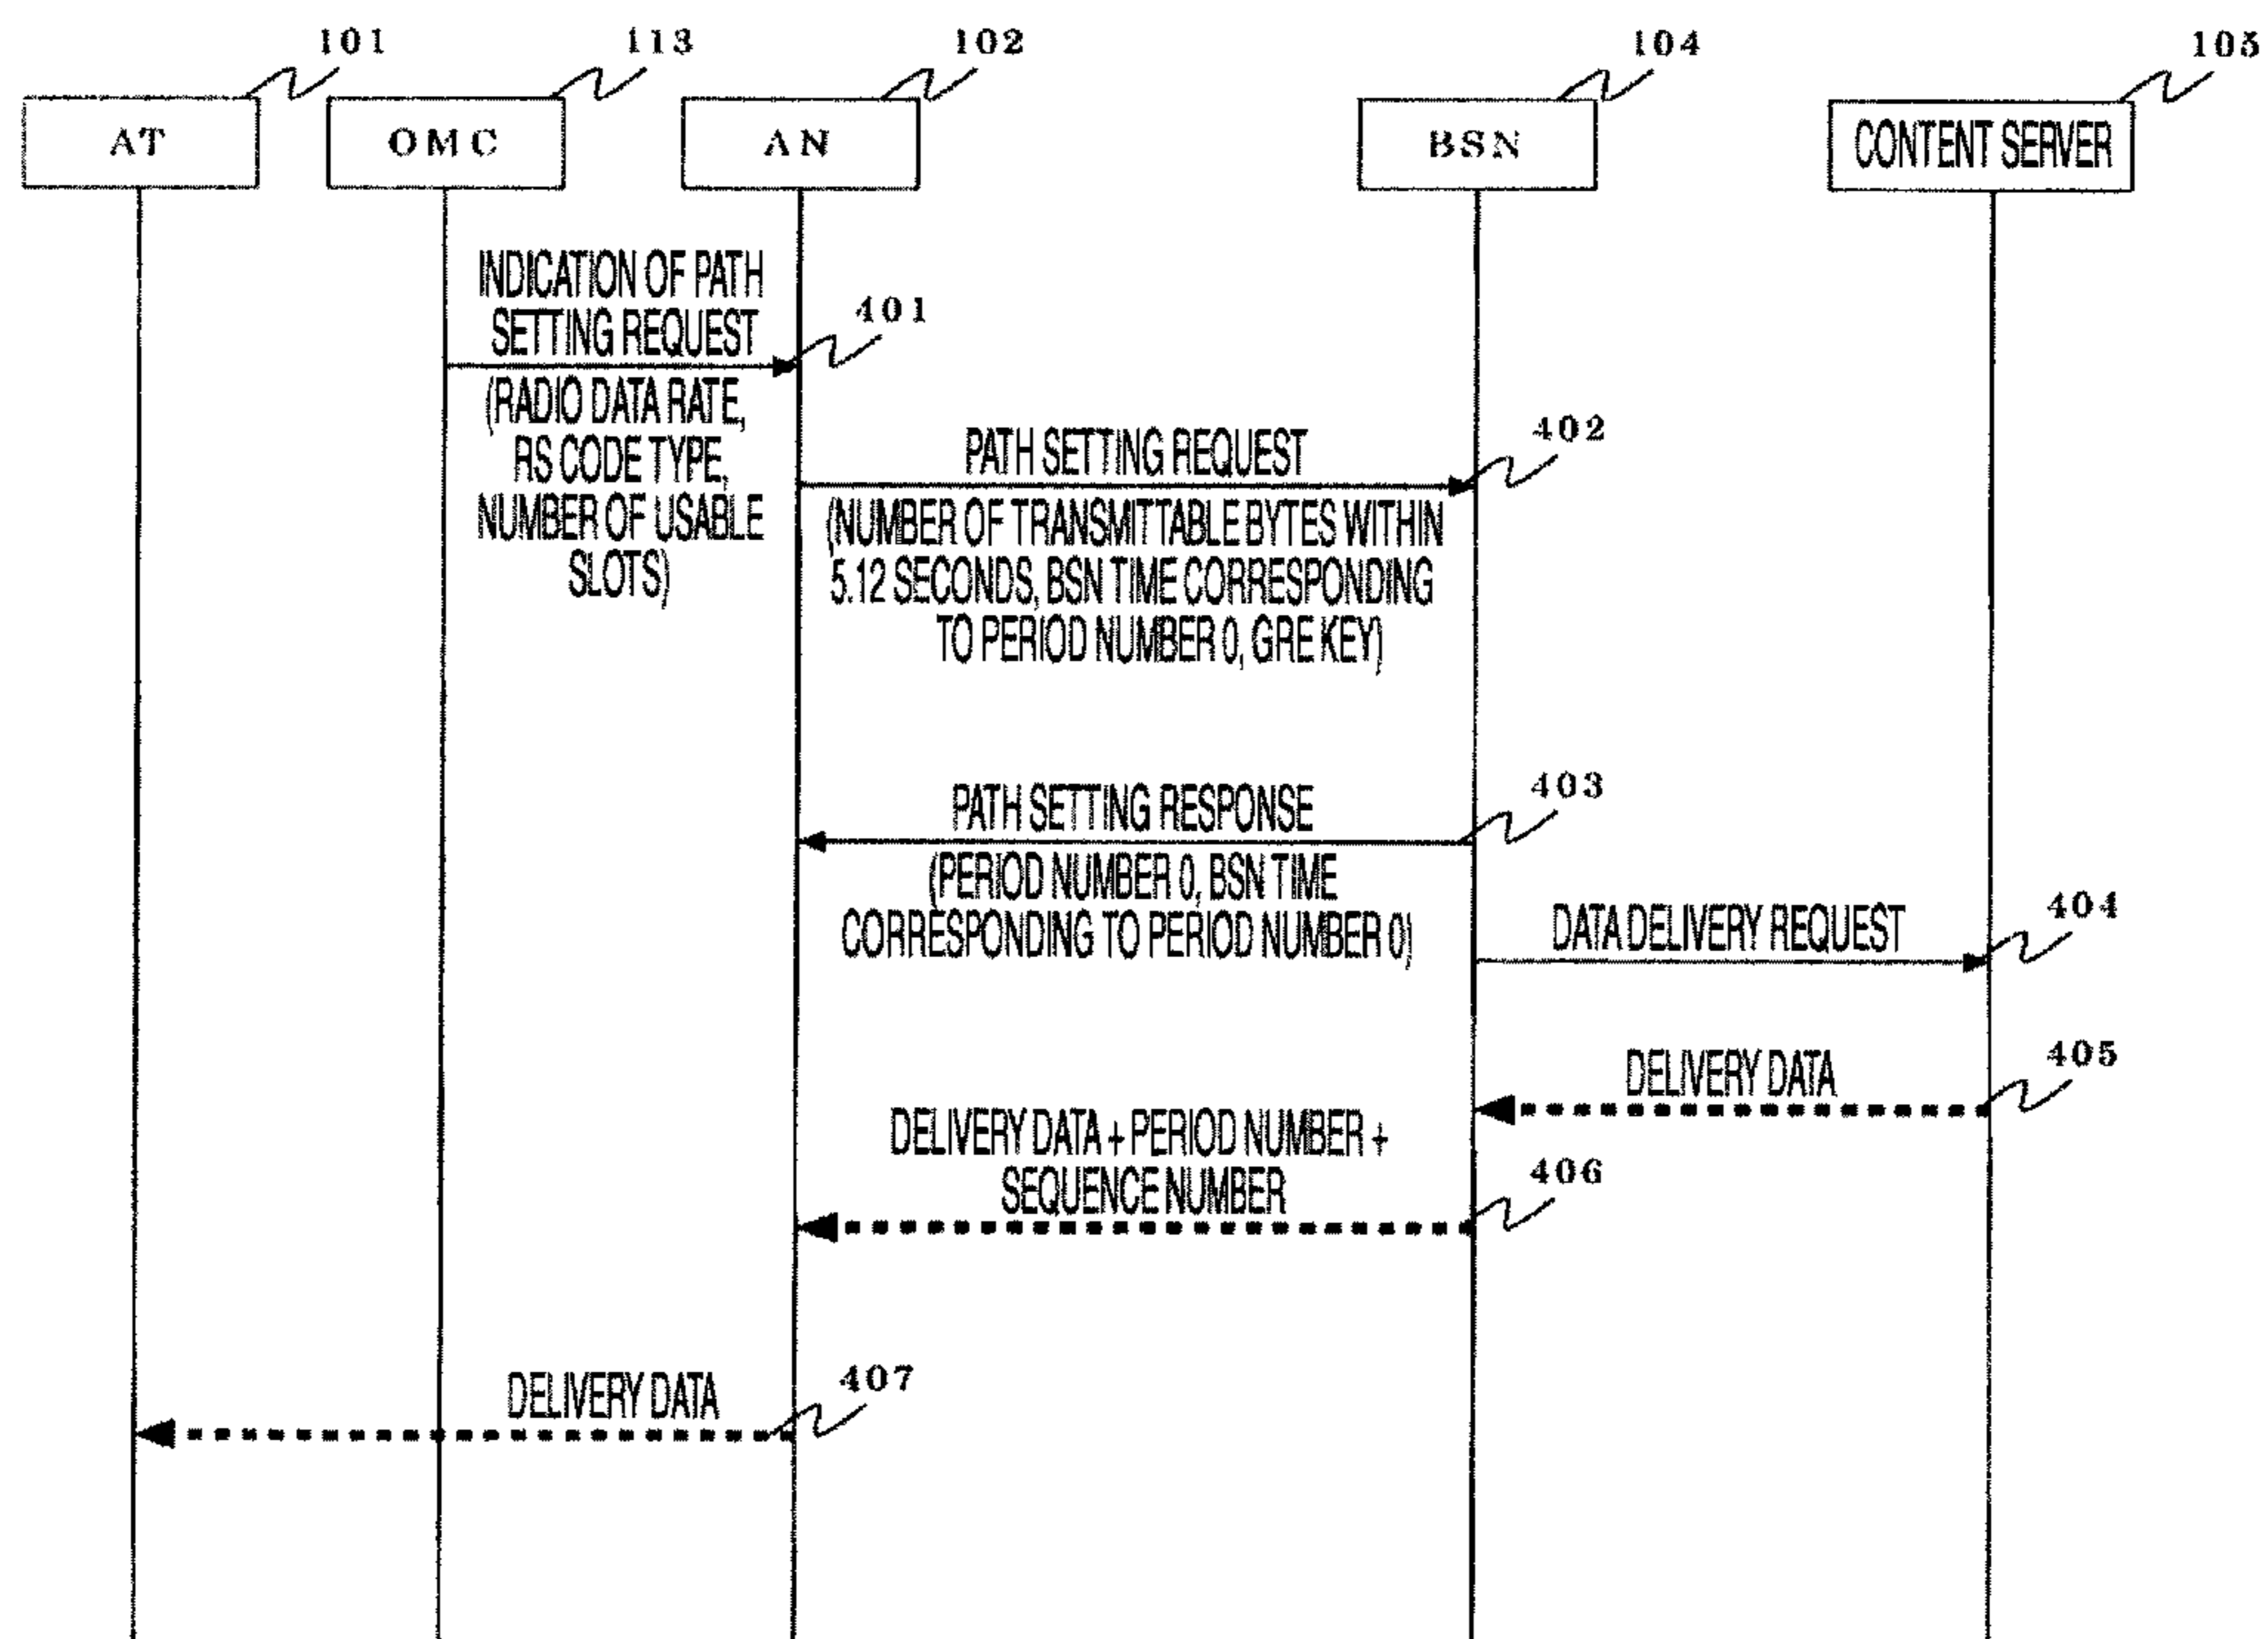 101
113
102
104
105
AT
OMC
AN
BSN
CONTENT SERVER
INDICATION OF PATH
SETTING REQUEST
401
(RADIO DATA RATE,
RS CODE TYPE,
NUMBER OF USABLE
SLOTS)
PATH SETTING REQUEST
402
(NUMBER OF TRANSMITTABLE BYTES WITHIN
5.12 SECONDS, BSN TIME CORRESPONDING
TO PERIOD NUMBER 0, GRE KEY)
PATH SETTING RESPONSE
403
(PERIOD NUMBER 0, BSN TIME
CORRESPONDING TO PERIOD NUMBER 0)
DATA DELIVERY REQUEST
404
DELIVERY DATA
405
DELIVERY DATA + PERIOD NUMBER +
SEQUENCE NUMBER
406
DELIVERY DATA
407